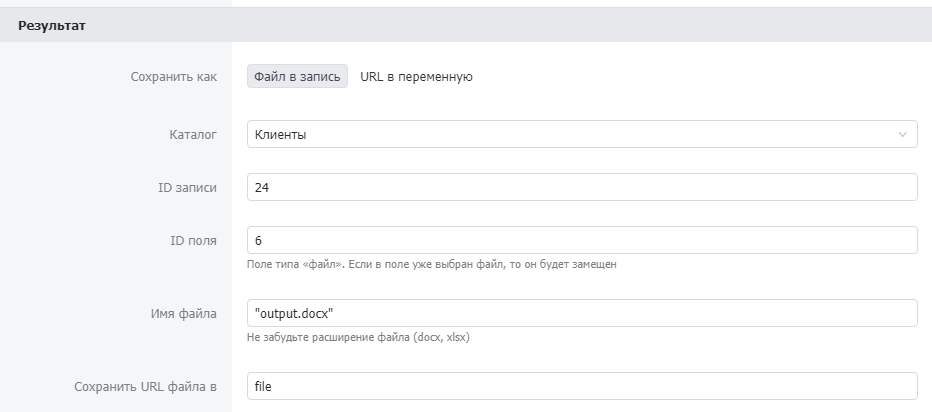 Результат
Сохранить как Файл в запись URL в переменную
Каталог Клиенты
ID записи 24
ID поля 6
Поле типа «файл». Если в поле уже выбран файл, то он будет замещен
Имя файла "output.docx"
Не забудьте расширение файла (docx, xlsx)
Сохранить URL файла в file